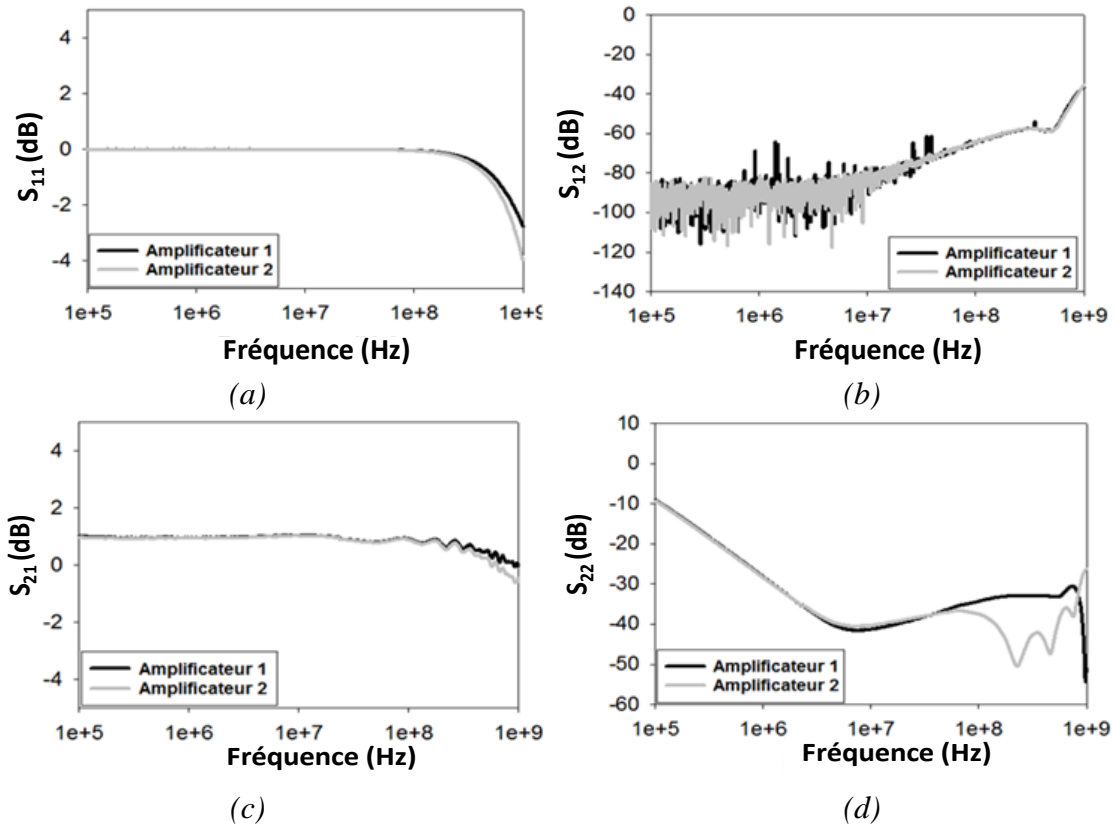 4
2
0
-2
-4
S11 (dB)
Amplificateur 1
Amplificateur 2
1e+5 1e+6 1e+7 1e+8 1e+9
Fréquence (Hz)
(a)
0
-20
-40
-60
-80
-100
-120
-140
S12 (dB)
Amplificateur 1
Amplificateur 2
1e+5 1e+6 1e+7 1e+8 1e+9
Fréquence (Hz)
(b)
4
2
0
-2
-4
S21 (dB)
Amplificateur 1
Amplificateur 2
1e+5 1e+6 1e+7 1e+8 1e+9
Fréquence (Hz)
(c)
10
0
-10
-20
-30
-40
-50
-60
S22 (dB)
Amplificateur 1
Amplificateur 2
1e+5 1e+6 1e+7 1e+8 1e+9
Fréquence (Hz)
(d)